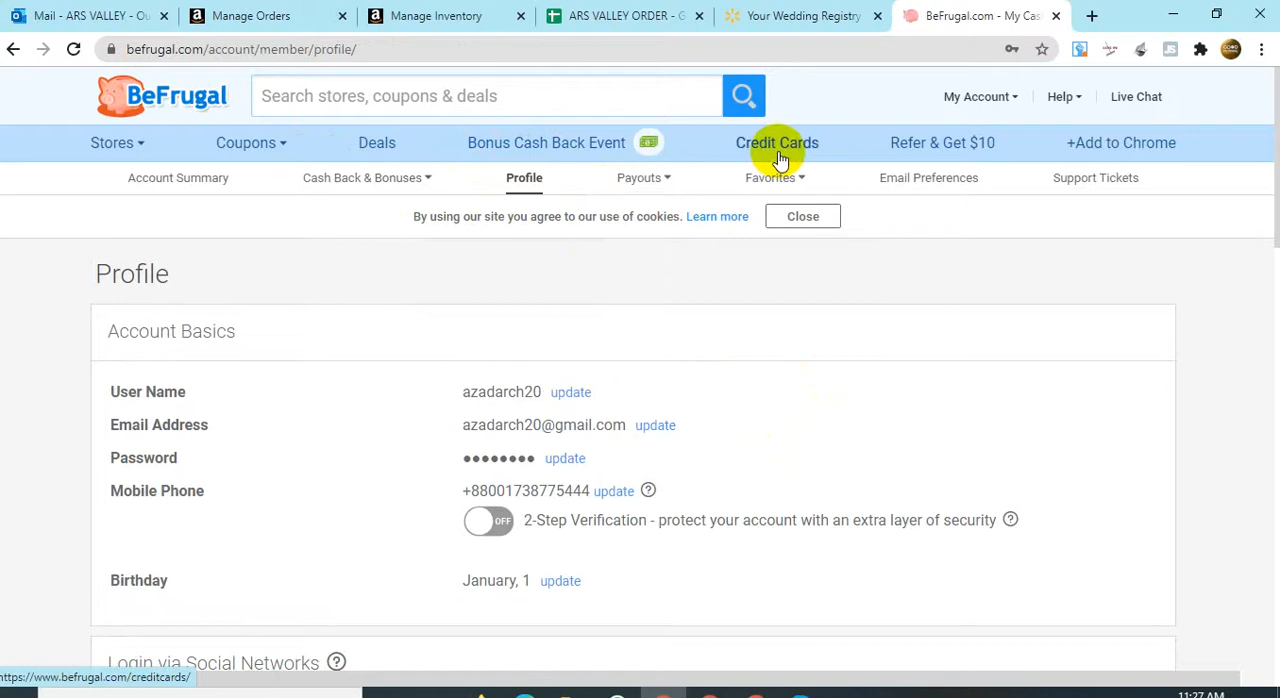 ARS VALLEY - Ou
Manage Orders
Manage Inventory
ARS VALLEY ORDER - G
Your Wedding Registry
BeFrugal.com - My Cas
befrugal.com/account/member/profile/
BeFrugal
Search stores, coupons & deals
My Account
Help
Live Chat
Stores
Coupons
Deals
Bonus Cash Back Event
Credit Cards
Refer & Get $10
+Add to Chrome
Account Summary
Cash Back & Bonuses
Profile
Payouts
Favorites
Email Preferences
Support Tickets
By using our site you agree to our use of cookies. Learn more
Close
Profile
Account Basics
User Name
azadarch20 update
Email Address
azadarch20@gmail.com update
Password
•••••••• update
Mobile Phone
+88001738775444 update
OFF
2-Step Verification - protect your account with an extra layer of security
Birthday
January, 1 update
Login via Social Networks
https://www.befrugal.com/creditcards/
11:27 AM